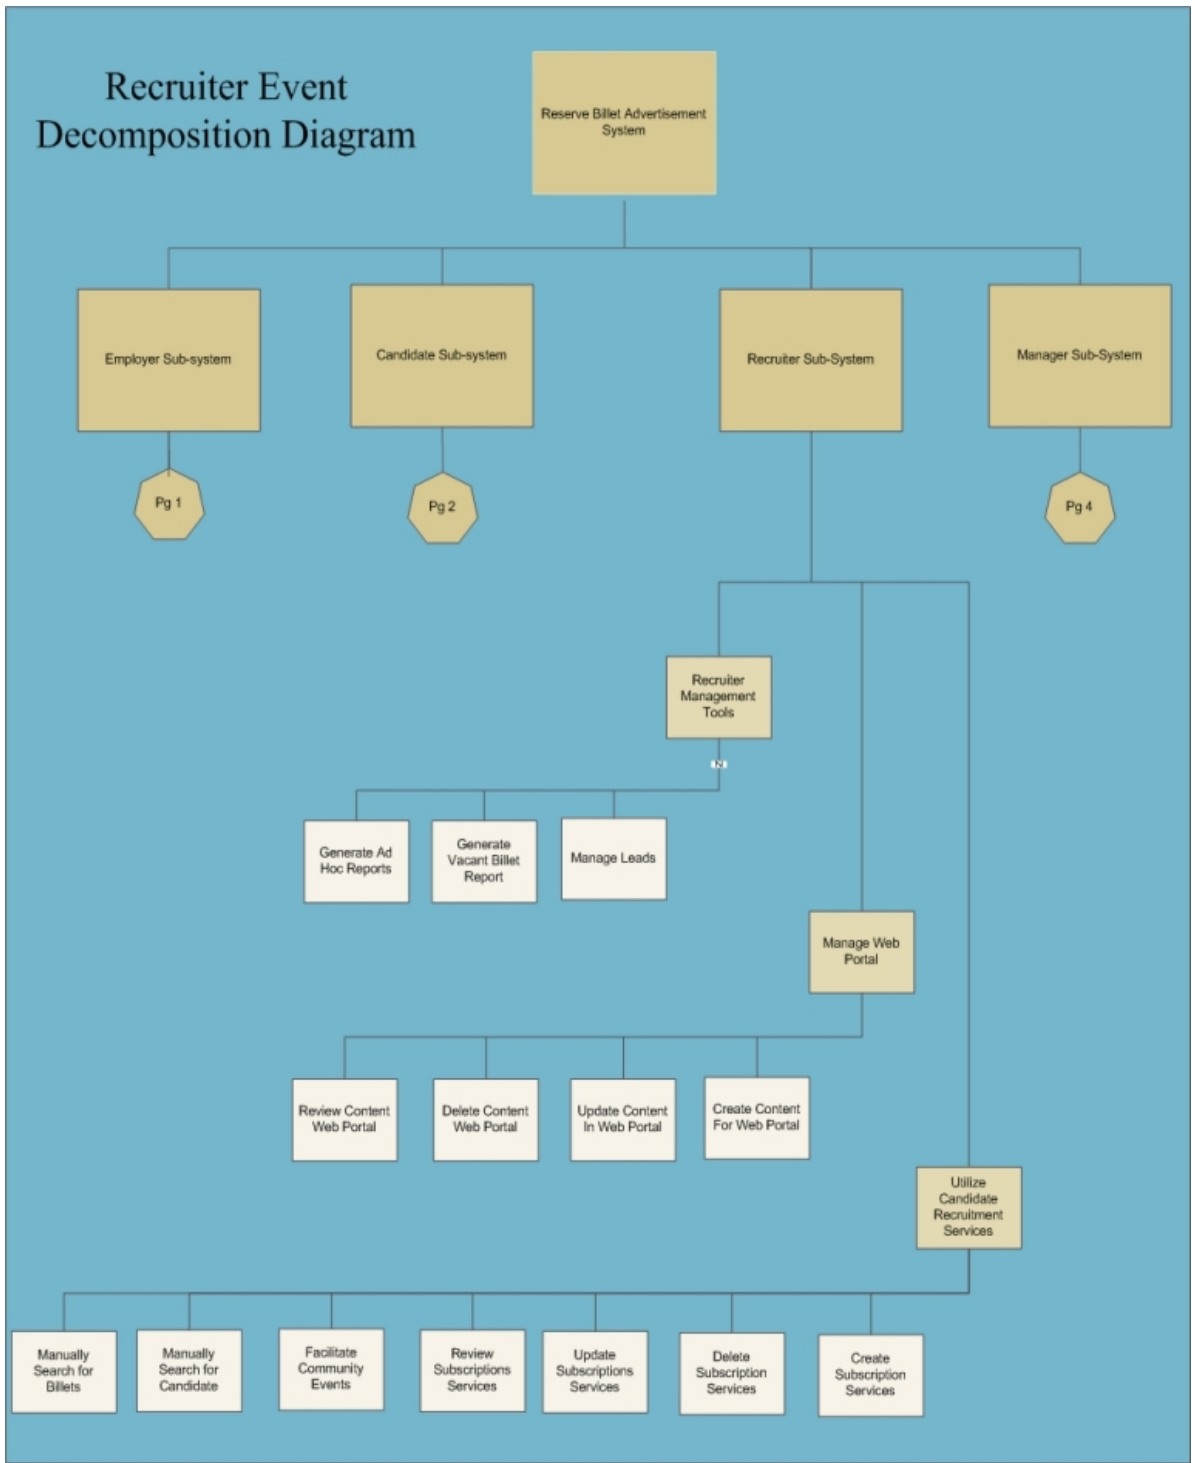 Recruiter Event
Decomposition Diagram
Reserve Billet Advertisement
System
Employer Sub-system
Candidate Sub-system
Recruiter Sub-System
Manager Sub-System
Pg 1
Pg 2
Pg 4
Recruiter
Management
Tools
Generate Ad
Hoc Reports
Generate
Vacant Billet
Report
Manage Leads
Manage Web
Portal
Review Content
Web Portal
Delete Content
Web Portal
Update Content
In Web Portal
Create Content
For Web Portal
Utilize
Candidate
Recruitment
Services
Manually
Search for
Billets
Manually
Search for
Candidate
Facilitate
Community
Events
Review
Subscriptions
Services
Update
Subscriptions
Services
Delete
Subscription
Services
Create
Subscription
Services